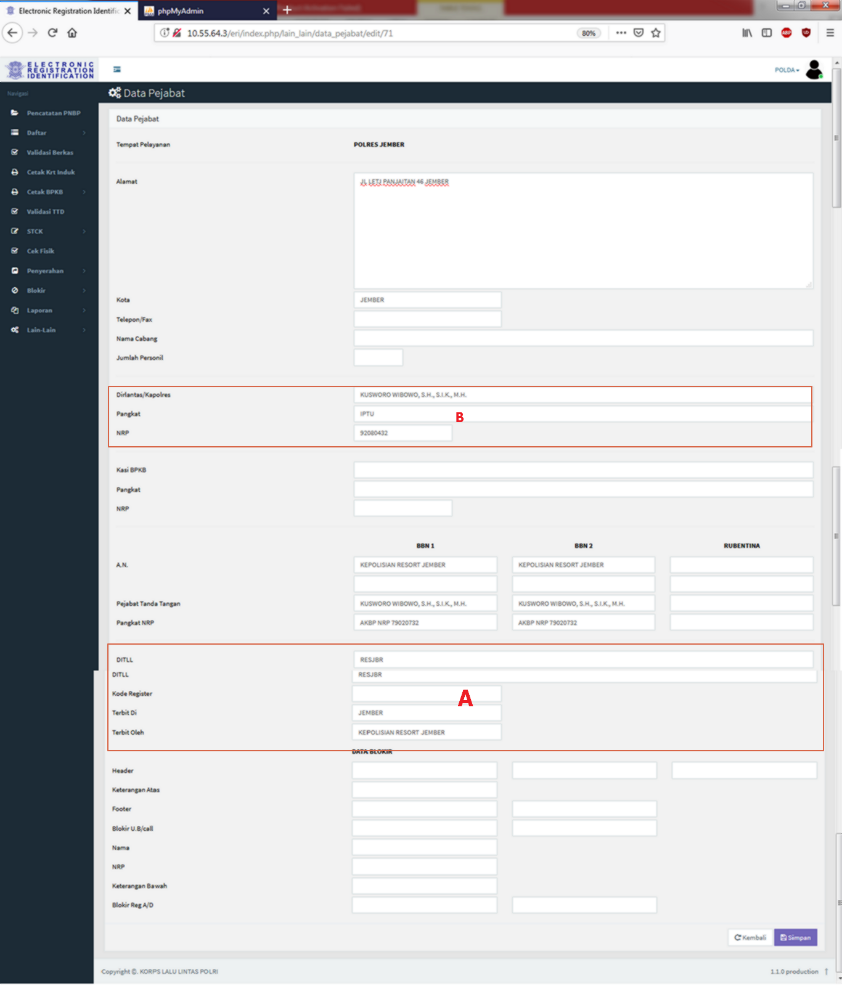 Electronic Registration Identific
phpMyAdmin
10.55.64.3/eri/index.php/lain_lain/data_pejabat/edit/71
80%
ELECTRONIC
REGISTRATION
IDENTIFICATION
POLDA
Navigasi
Data Pejabat
Pencatatan PNBP
Daftar
Validasi Berkas
Cetak Krt Induk
Cetak BPKB
Validasi TTD
STCK
Cek Fisik
Penyerahan
Blokir
Laporan
Lain-Lain
Data Pejabat
Tempat Pelayanan POLRES JEMBER
Alamat JL LETJ PANJAITAN 46 JEMBER
Kota JEMBER
Telepon/Fax
Nama Cabang
Jumlah Personil
Dirlantas/Kapolres KUSWORO WIBOWO, S.H., S.I.K., M.H.
Pangkat IPTU B
NRP 92080432
Kasi BPKB
Pangkat
NRP
BBN 1 BBN 2 RUBENTINA
A.N. KEPOLISIAN RESORT JEMBER KEPOLISIAN RESORT JEMBER
Pejabat Tanda Tangan KUSWORO WIBOWO, S.H., S.I.K., M.H. KUSWORO WIBOWO, S.H., S.I.K., M.H.
Pangkat NRP AKBP NRP 79020732 AKBP NRP 79020732
DITLL RESJBR
DITLL RESJBR
Kode Register A
Terbit Di JEMBER
Terbit Oleh KEPOLISIAN RESORT JEMBER
DATA BLOKIR
Header
Keterangan Atas
Footer
Blokir U.B/call
Nama
NRP
Keterangan Bawah
Blokir Reg A/D
Kembali Simpan
Copyright ©. KORPS LALU LINTAS POLRI 1.1.0 production